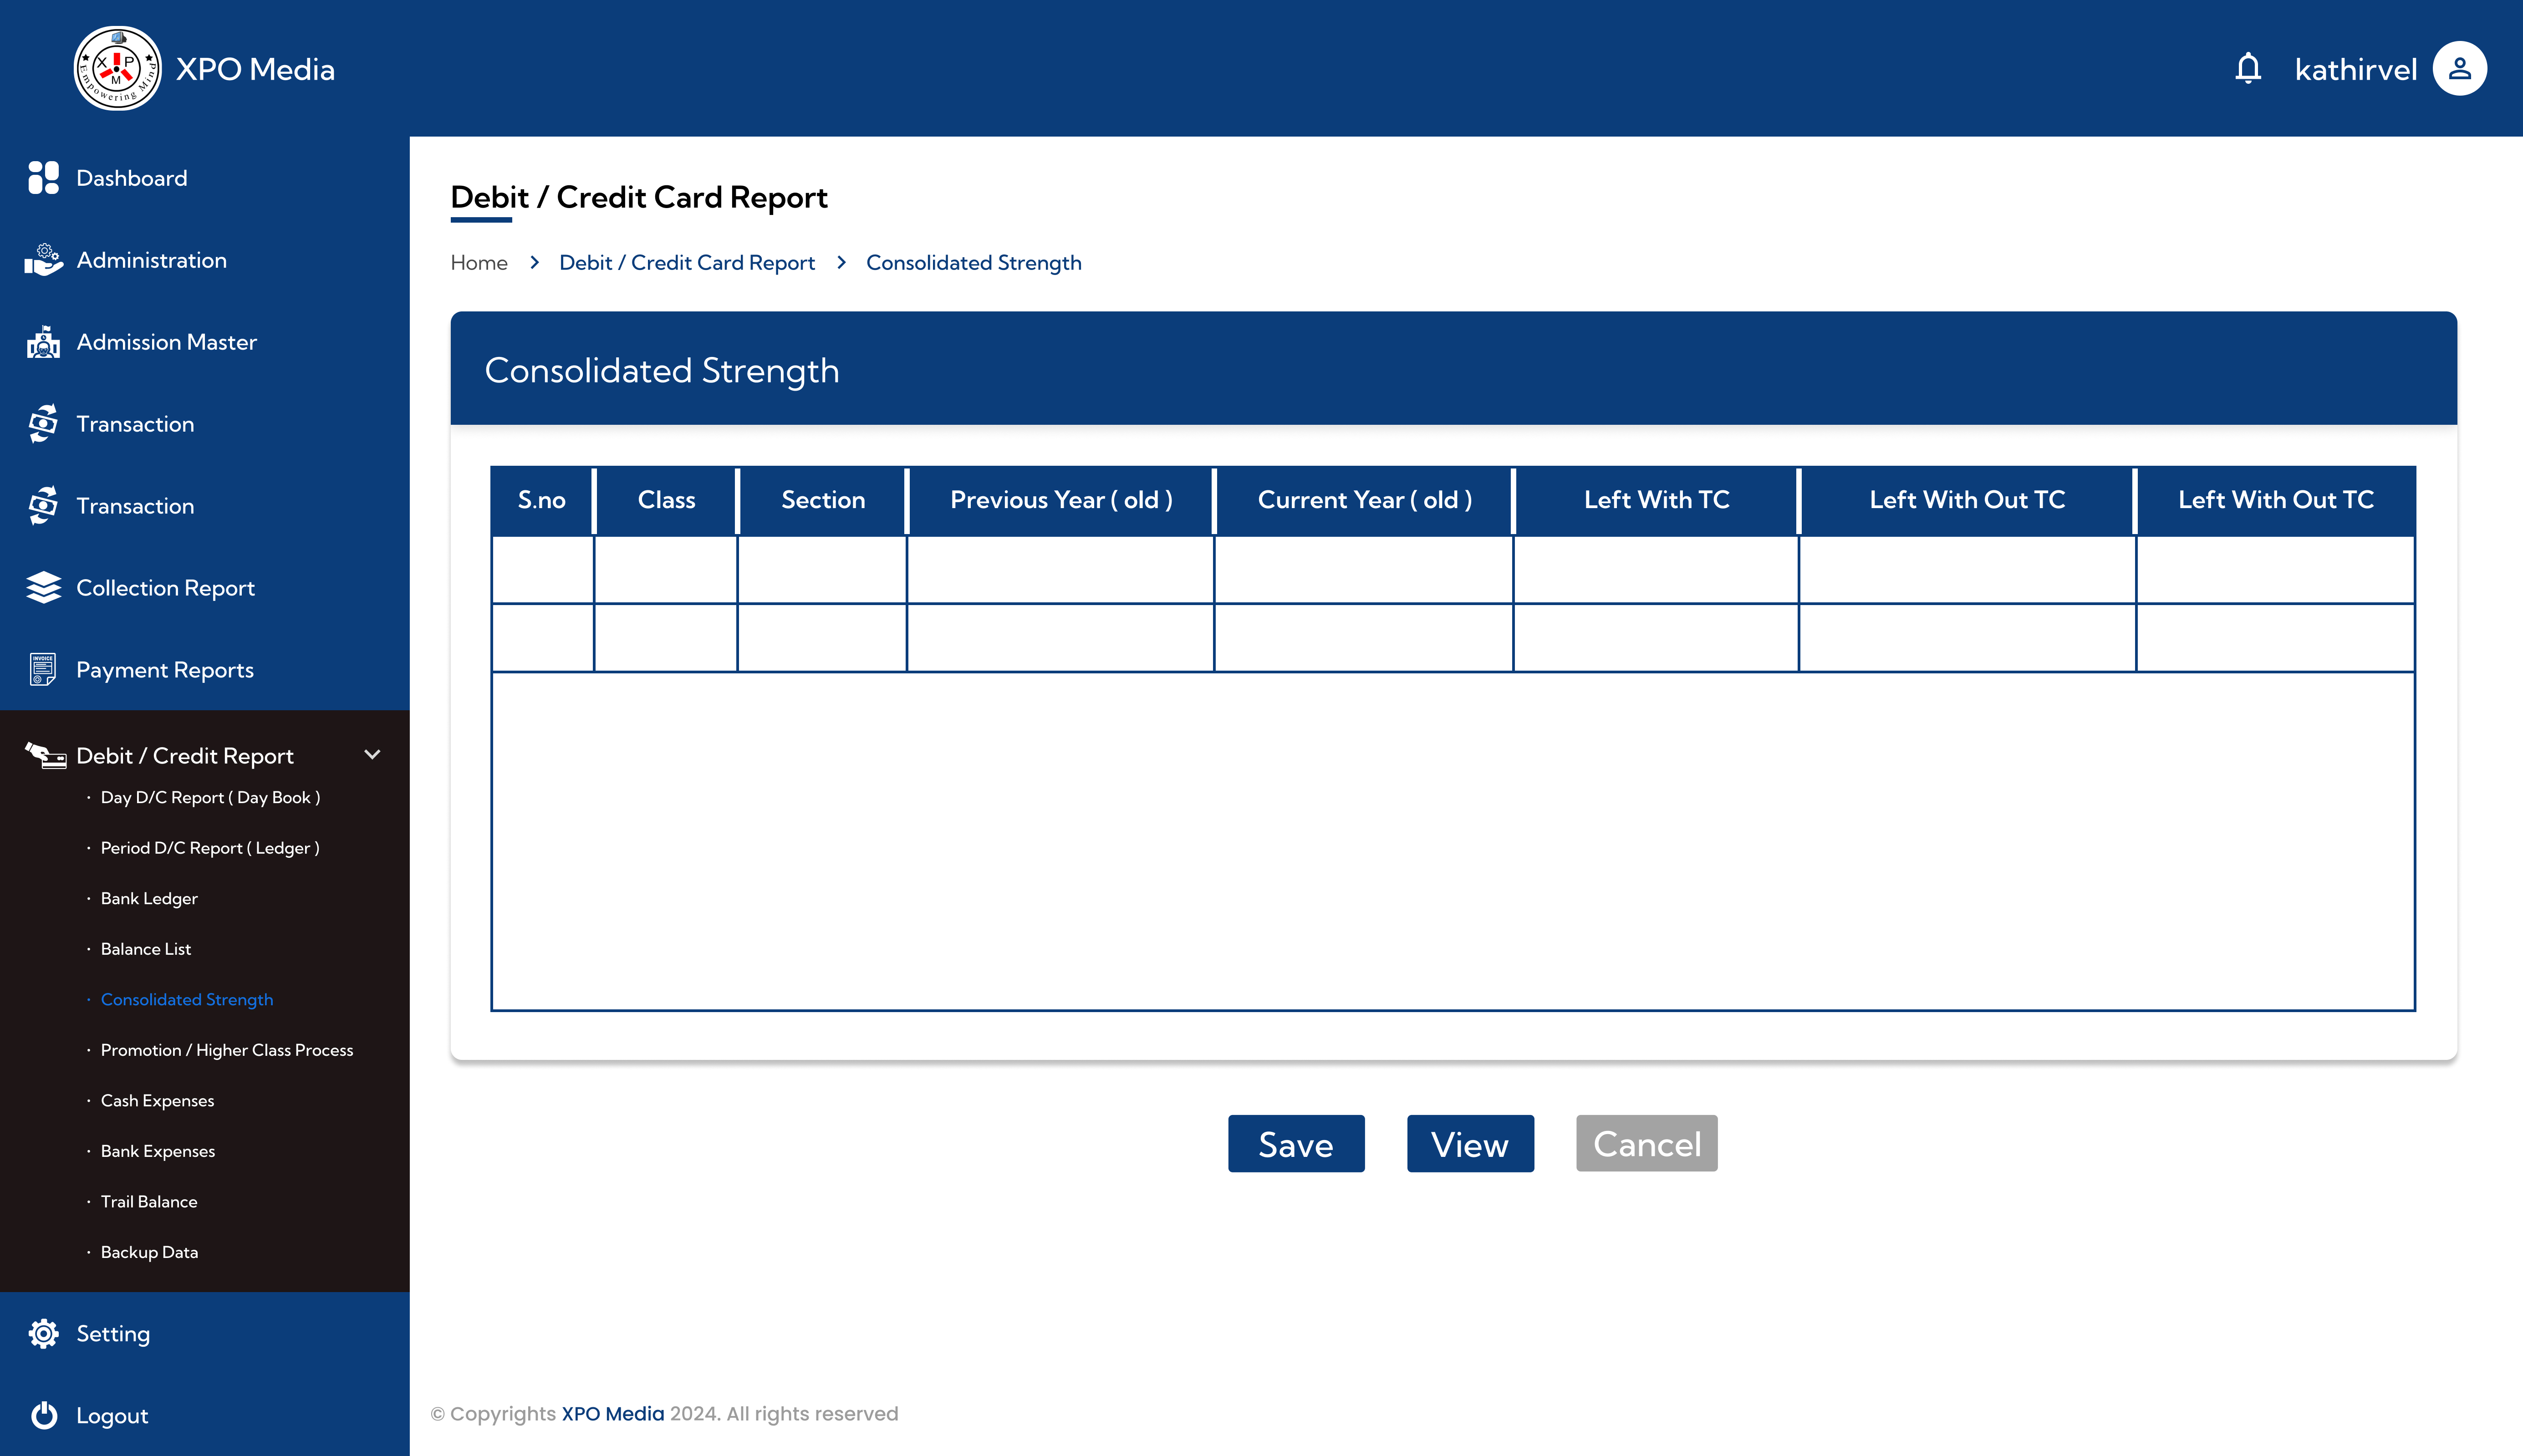 X P M
Empowering Mind
XPO Media
kathirvel
Dashboard
Administration
Admission Master
Transaction
Transaction
Collection Report
INVOICE
Payment Reports
Debit / Credit Report
· Day D/C Report ( Day Book )
· Period D/C Report ( Ledger )
· Bank Ledger
· Balance List
· Consolidated Strength
· Promotion / Higher Class Process
· Cash Expenses
· Bank Expenses
· Trail Balance
· Backup Data
Setting
Logout
Debit / Credit Card Report
Home > Debit / Credit Card Report > Consolidated Strength
Consolidated Strength
S.no Class Section Previous Year ( old ) Current Year ( old ) Left With TC Left With Out TC Left With Out TC
Save View Cancel
© Copyrights XPO Media 2024. All rights reserved